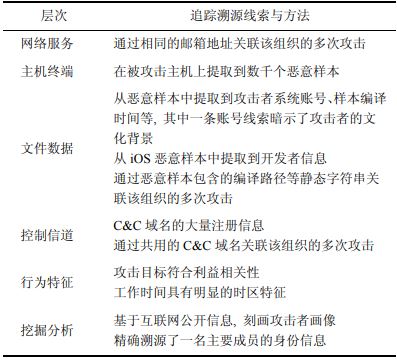 层次 追踪溯源线索与方法
网络服务 通过相同的邮箱地址关联该组织的多次攻击
主机终端 在被攻击主机上提取到数千个恶意样本
从恶意样本中提取到攻击者系统账号、样本编译
时间等, 其中一条账号线索暗示了攻击者的文
化背景
文件数据
从 iOS 恶意样本中提取到开发者信息
通过恶意样本包含的编译路径等静态字符串关
联该组织的多次攻击
控制信道
C&C 域名的大量注册信息
通过共用的 C&C 域名关联该组织的多次攻击
行为特征
攻击目标符合利益相关性
工作时间具有明显的时区特征
挖掘分析
基于互联网公开信息, 刻画攻击者画像
精确溯源了一名主要成员的身份信息